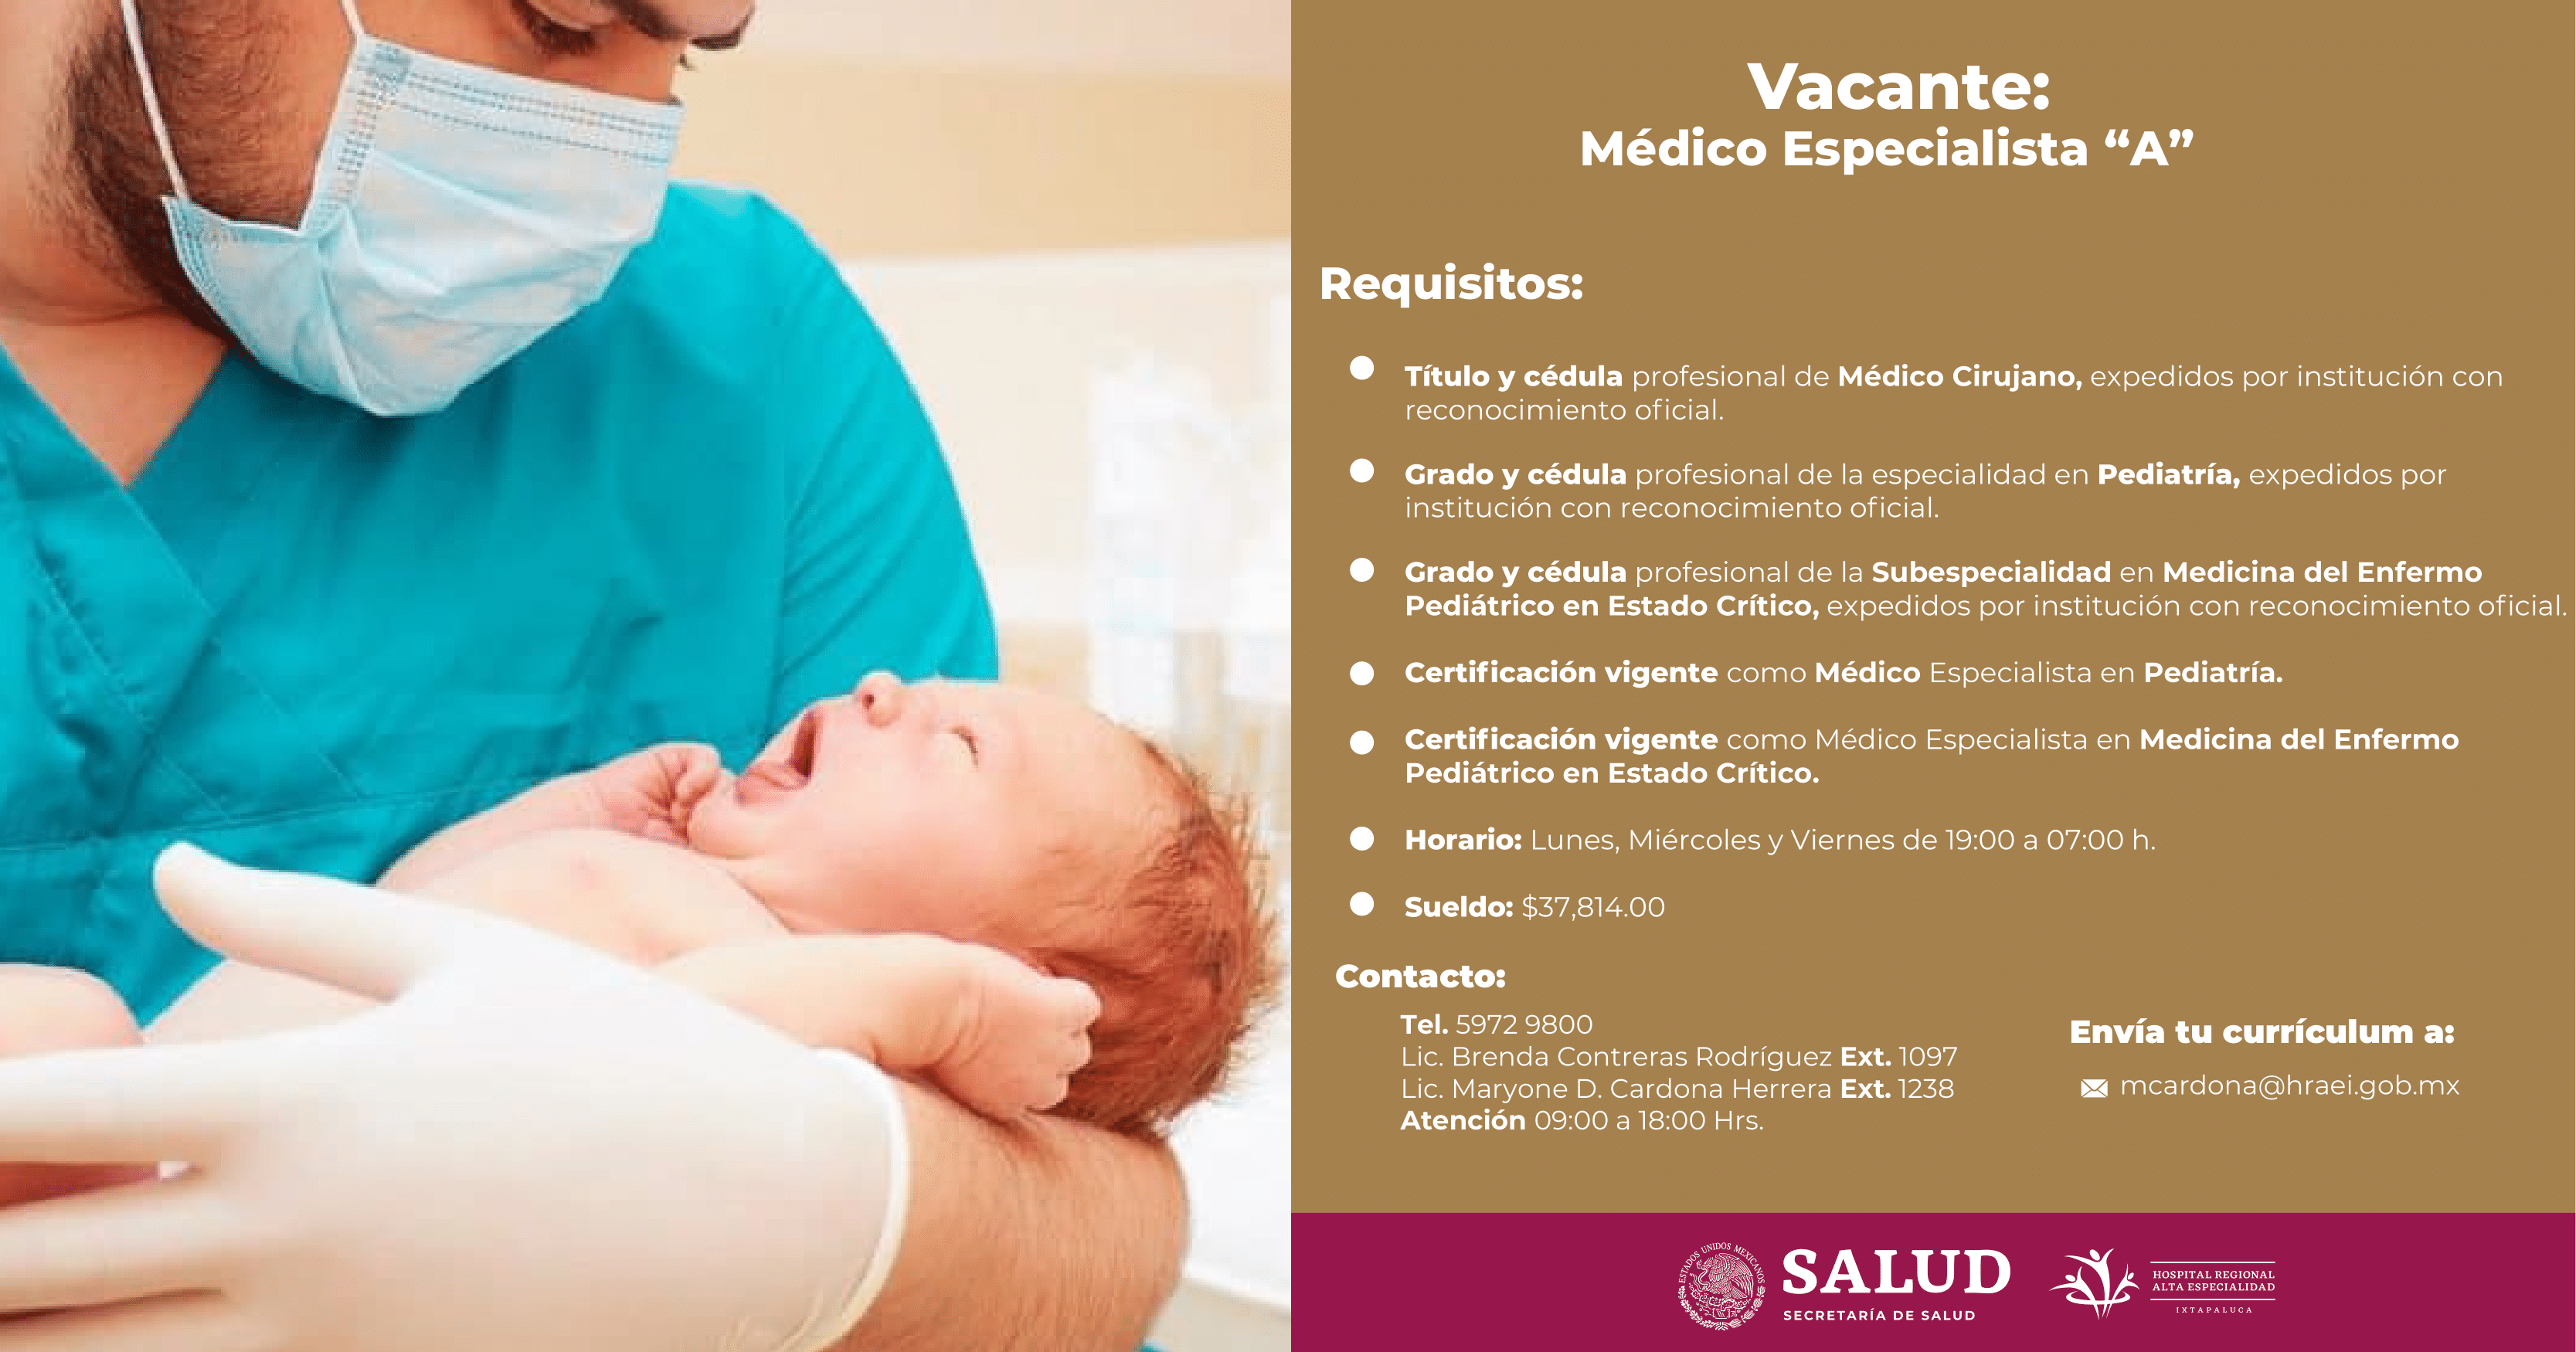 Vacante:
Médico Especialista “A”
Requisitos:
Título y cédula profesional de Médico Cirujano, expedidos por institución con
reconocimiento oficial.
Grado y cédula profesional de la especialidad en Pediatría, expedidos por
institución con reconocimiento oficial.
Grado y cédula profesional de la Subespecialidad en Medicina del Enfermo
Pediátrico en Estado Crítico, expedidos por institución con reconocimiento oficial.
Certificación vigente como Médico Especialista en Pediatría.
Certificación vigente como Médico Especialista en Medicina del Enfermo
Pediátrico en Estado Crítico.
Horario: Lunes, Miércoles y Viernes de 19:00 a 07:00 h.
Sueldo: $37,814.00
Contacto:
Tel. 5972 9800
Lic. Brenda Contreras Rodríguez Ext. 1097
Lic. Maryone D. Cardona Herrera Ext. 1238
Atención 09:00 a 18:00 Hrs.
Envía tu currículum a:
mcardona@hraei.gob.mx
ESTADOS UNIDOS MEXICANOS
SALUD
SECRETARÍA DE SALUD
HOSPITAL REGIONAL
ALTA ESPECIALIDAD
IXTAPALUCA